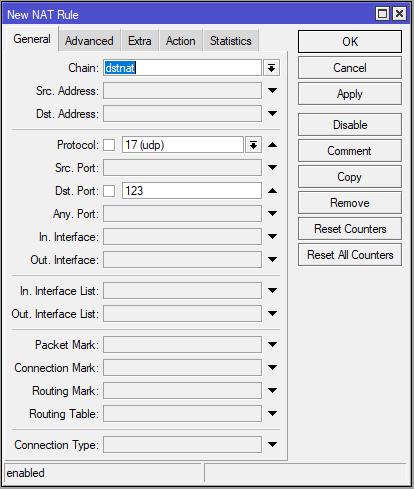 New NAT Rule
General Advanced Extra Action Statistics
Chain: dstnat
Src. Address:
Dst. Address:
Protocol: 17 (udp)
Src. Port:
Dst. Port: 123
Any. Port:
In. Interface:
Out. Interface:
In. Interface List:
Out. Interface List:
Packet Mark:
Connection Mark:
Routing Mark:
Routing Table:
Connection Type:
OK
Cancel
Apply
Disable
Comment
Copy
Remove
Reset Counters
Reset All Counters
enabled